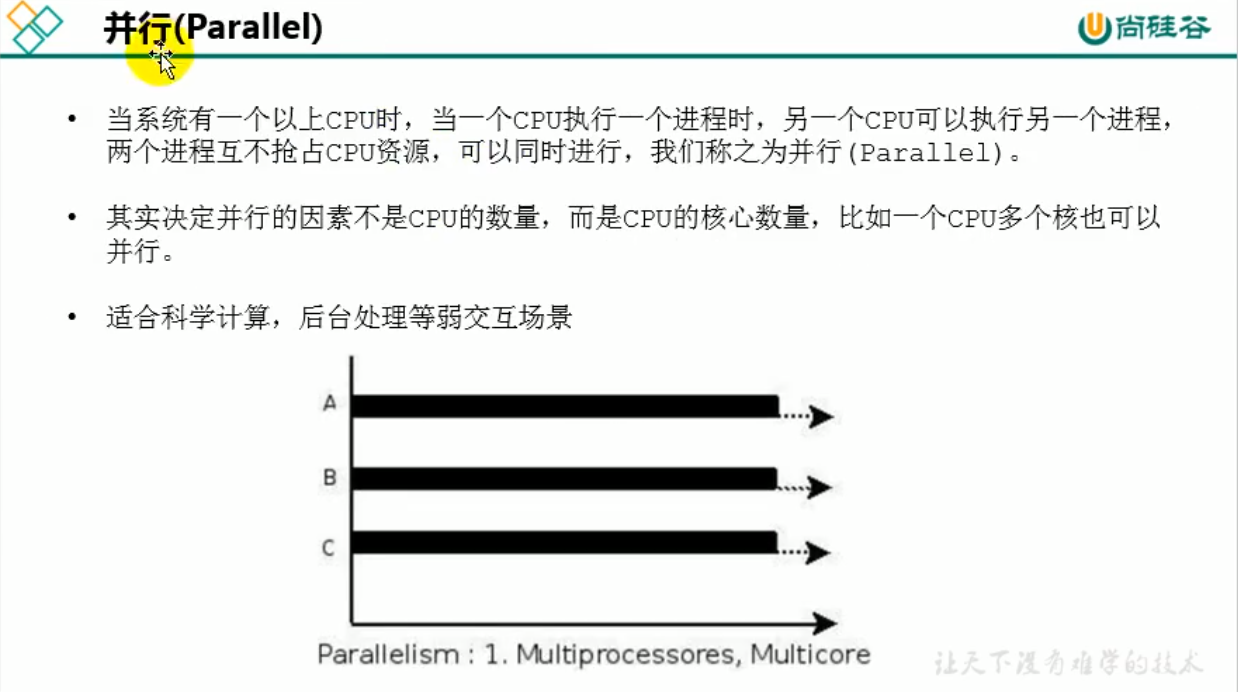 并行(Parallel)
尚硅谷
• 当系统有一个以上CPU时，当一个CPU执行一个进程时，另一个CPU可以执行另一个进程，
两个进程互不抢占CPU资源，可以同时进行，我们称之为并行(Parallel)。
• 其实决定并行的因素不是CPU的数量，而是CPU的核心数量，比如一个CPU多个核也可以
并行。
• 适合科学计算，后台处理等弱交互场景
A
B
C
Parallelism : 1. Multiprocessores, Multicore
让天下没有难学的技术